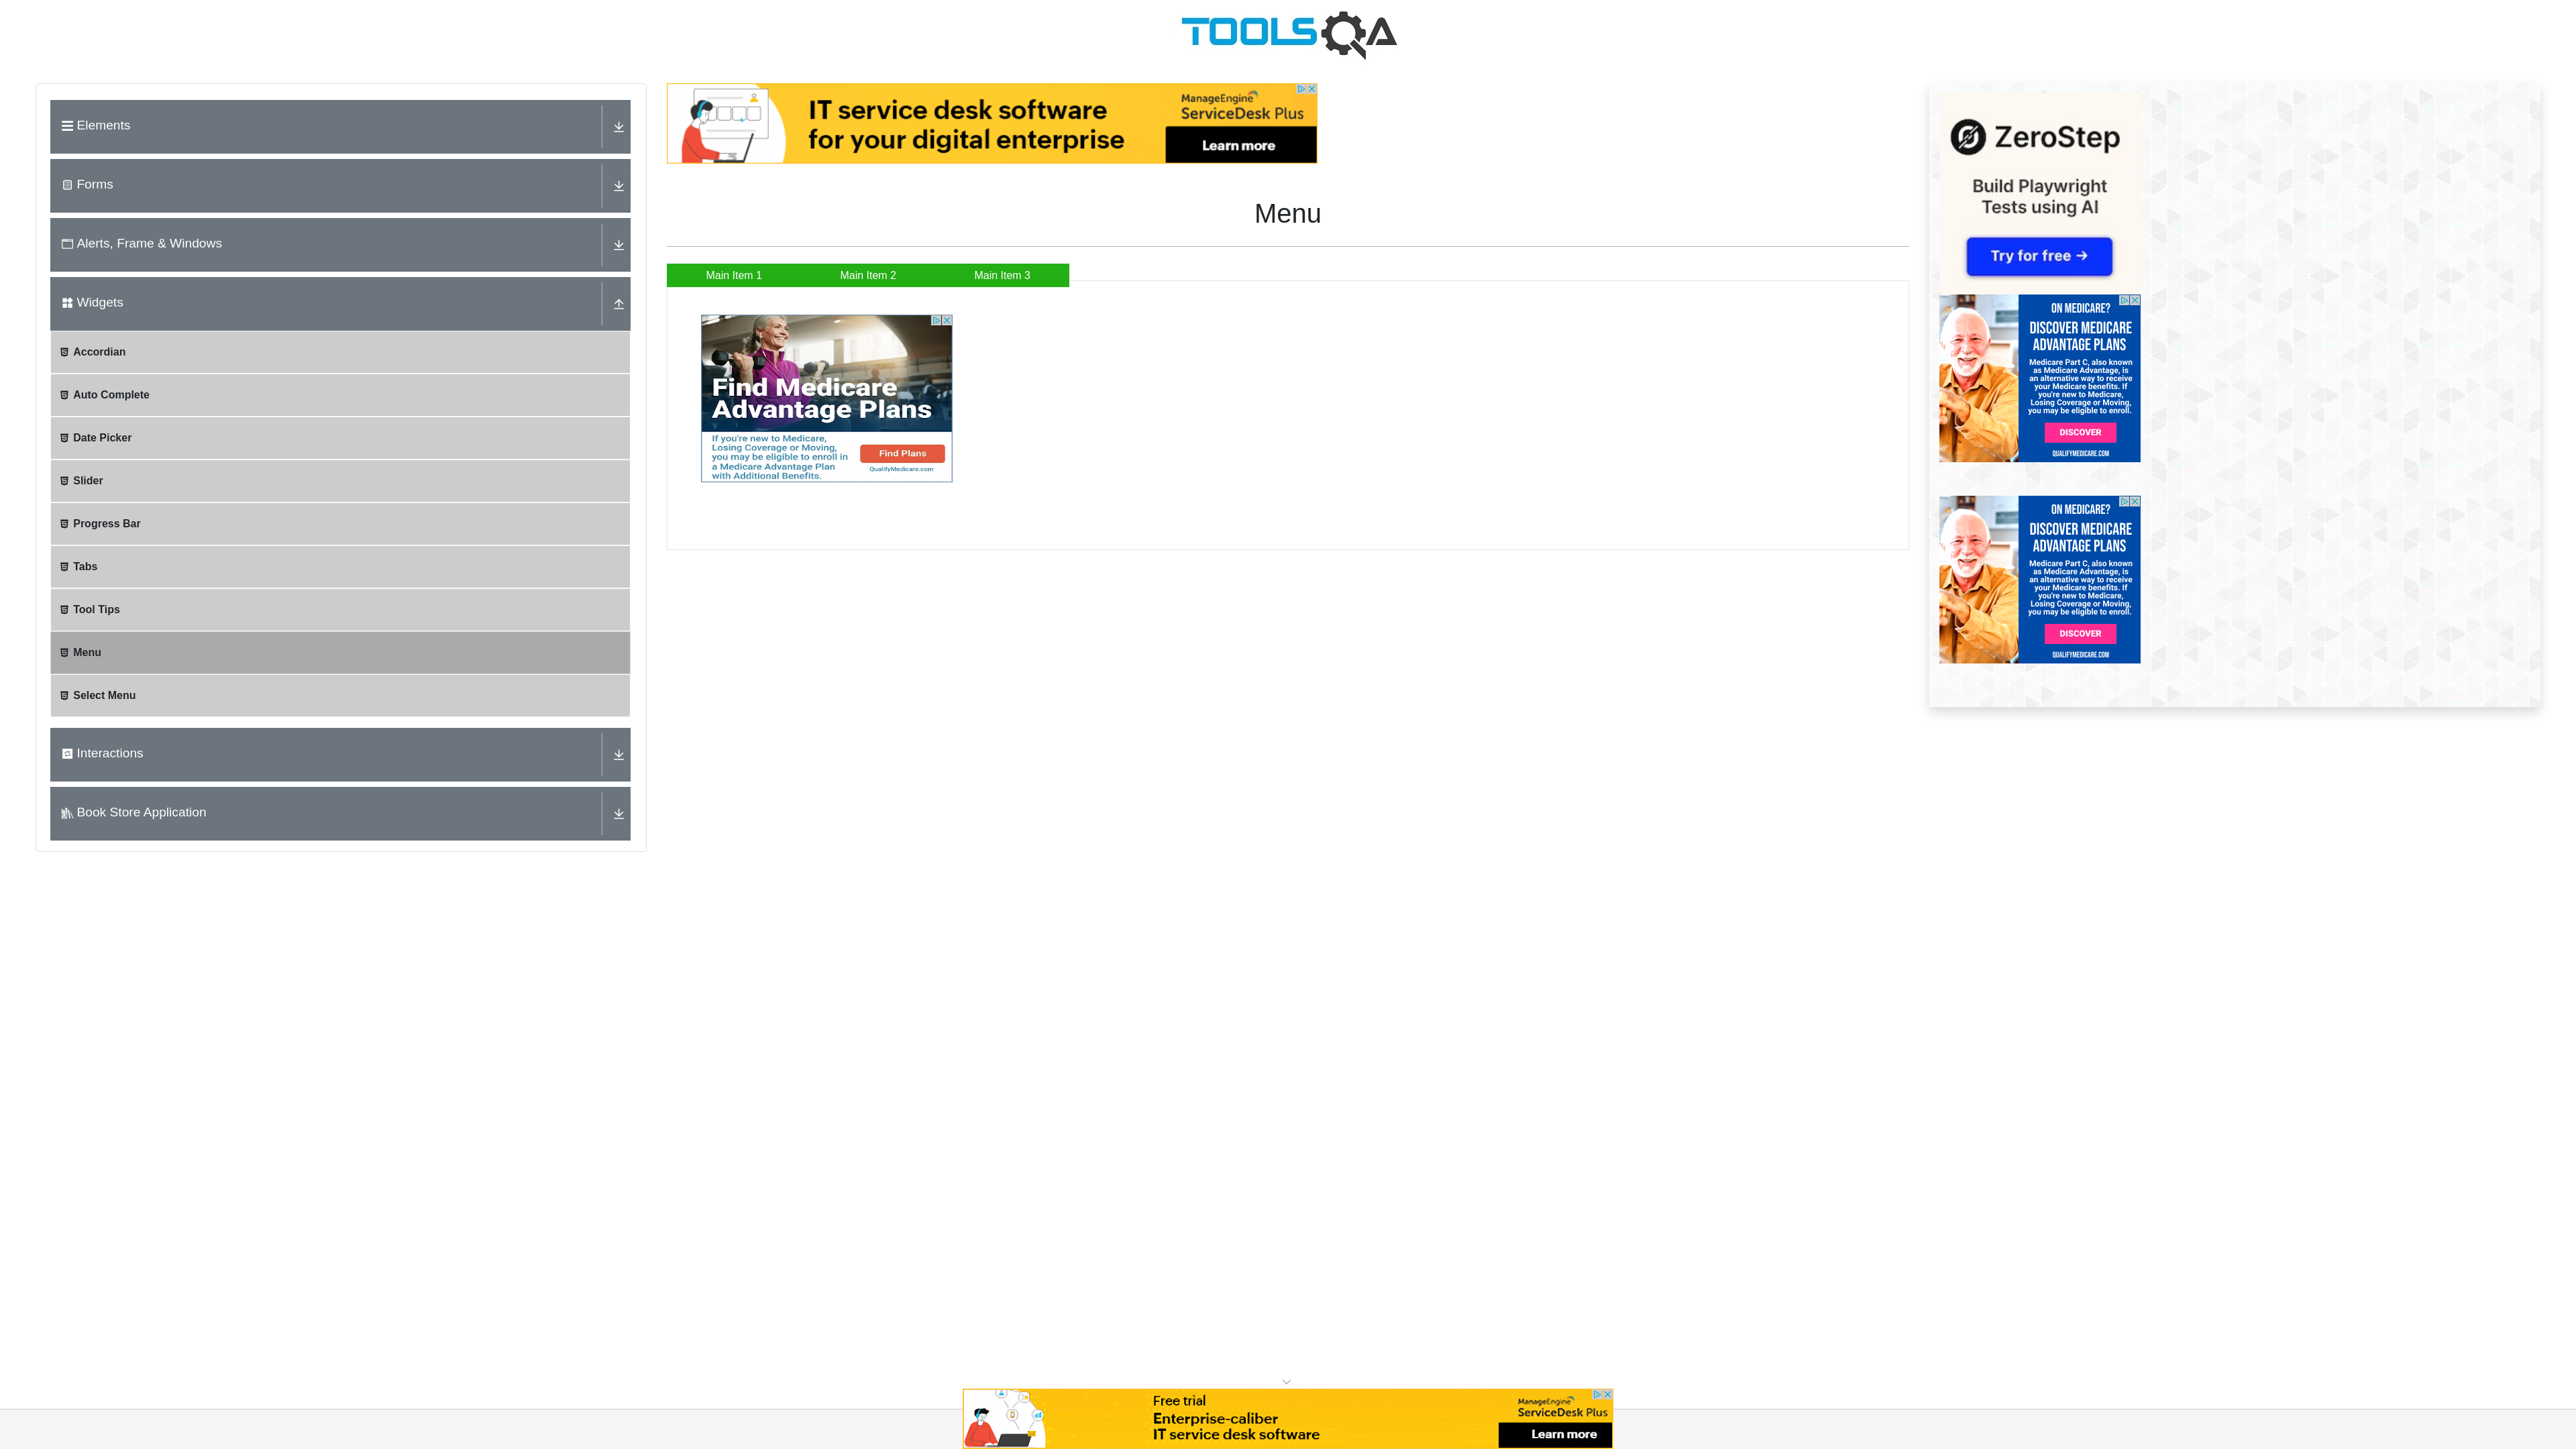 TOOLSQA
Elements
Forms
Alerts, Frame & Windows
Widgets
Accordian
Auto Complete
Date Picker
Slider
Progress Bar
Tabs
Tool Tips
Menu
Select Menu
Interactions
Book Store Application
IT service desk software
for your digital enterprise
ManageEngine
ServiceDesk Plus
Learn more
Menu
Main Item 1
Main Item 2
Main Item 3
Find Medicare
Advantage Plans
If you're new to Medicare,
Losing Coverage or Moving,
you may be eligible to enroll in
a Medicare Advantage Plan
with Additional Benefits.
Find Plans
QualifyMedicare.com
ZeroStep
Build Playwright
Tests using AI
Try for free →
ON MEDICARE?
DISCOVER MEDICARE
ADVANTAGE PLANS
Medicare Part C, also known
as Medicare Advantage, is
an alternative way to receive
your Medicare benefits. If
you're new to Medicare,
Losing Coverage or Moving,
you may be eligible to enroll.
DISCOVER
QUALIFYMEDICARE.COM
ON MEDICARE?
DISCOVER MEDICARE
ADVANTAGE PLANS
Medicare Part C, also known
as Medicare Advantage, is
an alternative way to receive
your Medicare benefits. If
you're new to Medicare,
Losing Coverage or Moving,
you may be eligible to enroll.
DISCOVER
QUALIFYMEDICARE.COM
Free trial
Enterprise-caliber
IT service desk software
ManageEngine
ServiceDesk Plus
Learn more